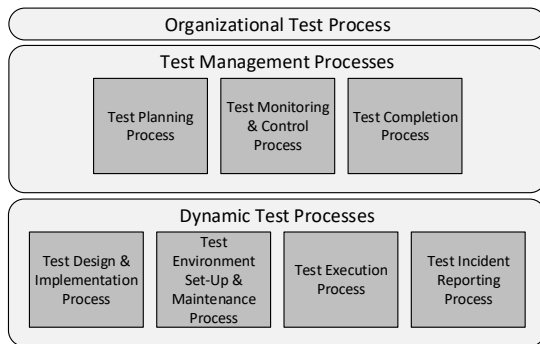 Organizational Test Process
Test Management Processes
Test Planning
Process
Test Monitoring
& Control
Process
Test Completion
Process
Dynamic Test Processes
Test Design &
Implementation
Process
Test
Environment
Set-Up &
Maintenance
Process
Test Execution
Process
Test Incident
Reporting
Process